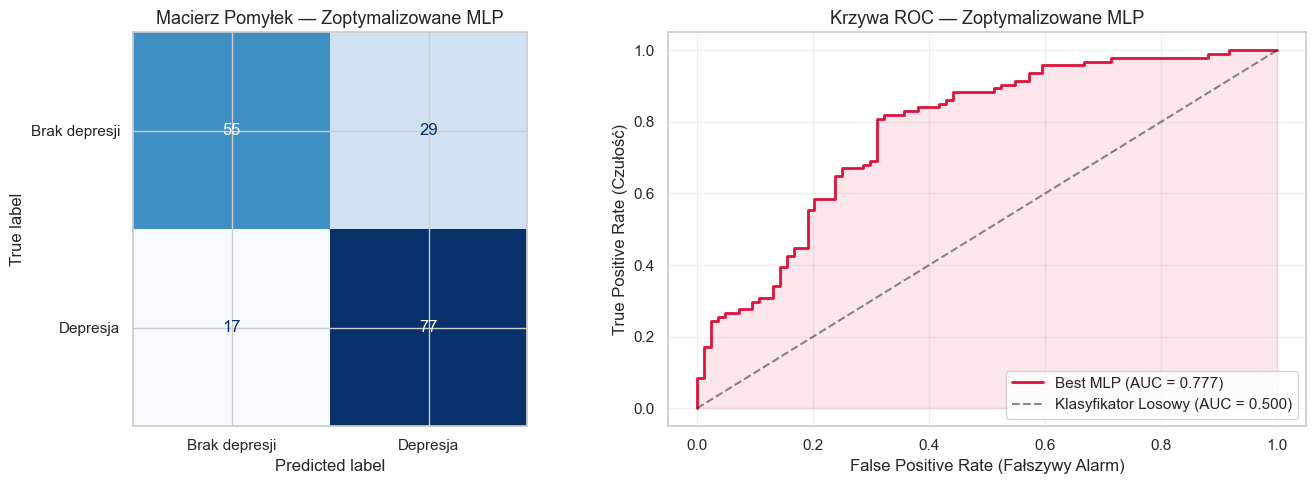 Macierz Pomyłek — Zoptymalizowane MLP
Brak depresji
Depresja
True label
55
29
17
77
Brak depresji
Depresja
Predicted label
Krzywa ROC — Zoptymalizowane MLP
True Positive Rate (Czułość)
1.0
0.8
0.6
0.4
0.2
0.0
0.0
0.2
0.4
0.6
0.8
1.0
False Positive Rate (Fałszywy Alarm)
Best MLP (AUC = 0.777)
Klasyfikator Losowy (AUC = 0.500)